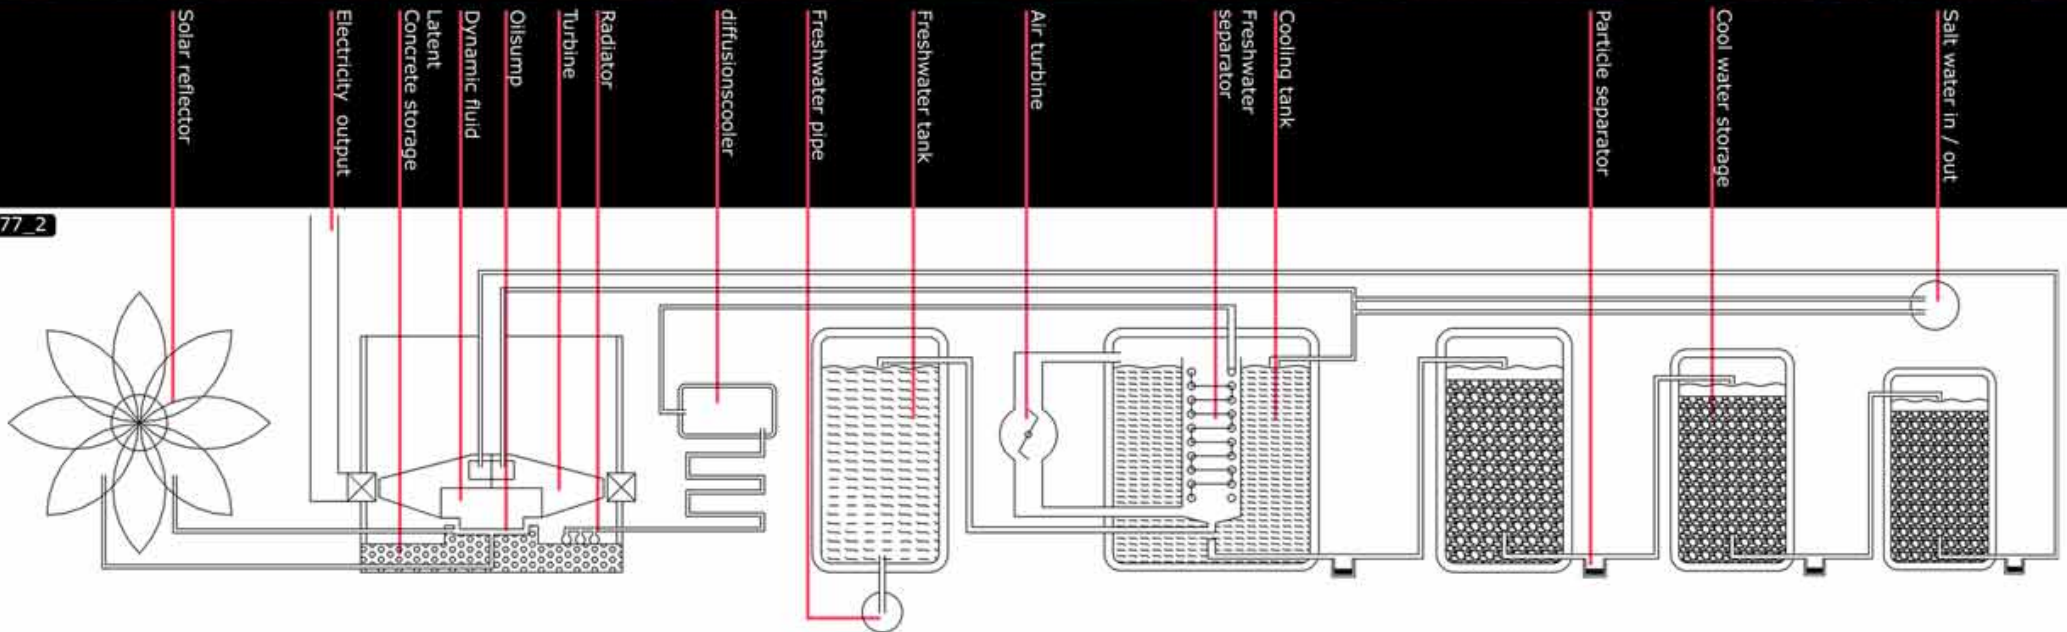 Solar reflector
Electricity output
Latent
Concrete storage
Dynamic fluid
Oilsump
Turbine
Radiator
diffusionscooler
Freshwater pipe
Freshwater tank
Air turbine
Freshwater
separator
Cooling tank
Particle separator
Cool water storage
Salt water in / out
77_2